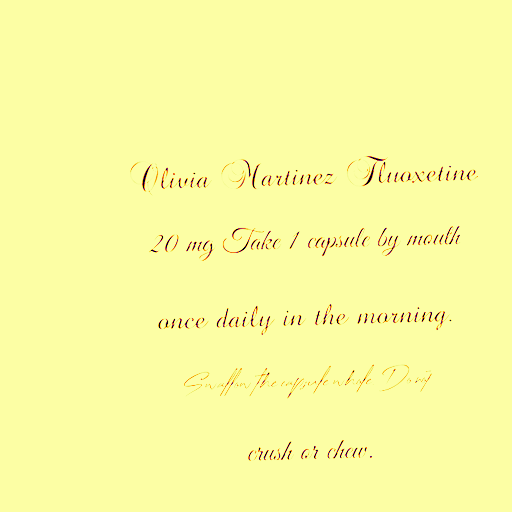 Olivia Martinez Fluoxetine
20 mg Take 1 capsule by mouth
once daily in the morning.
Swallow the capsule whole Do not
crush or chew.